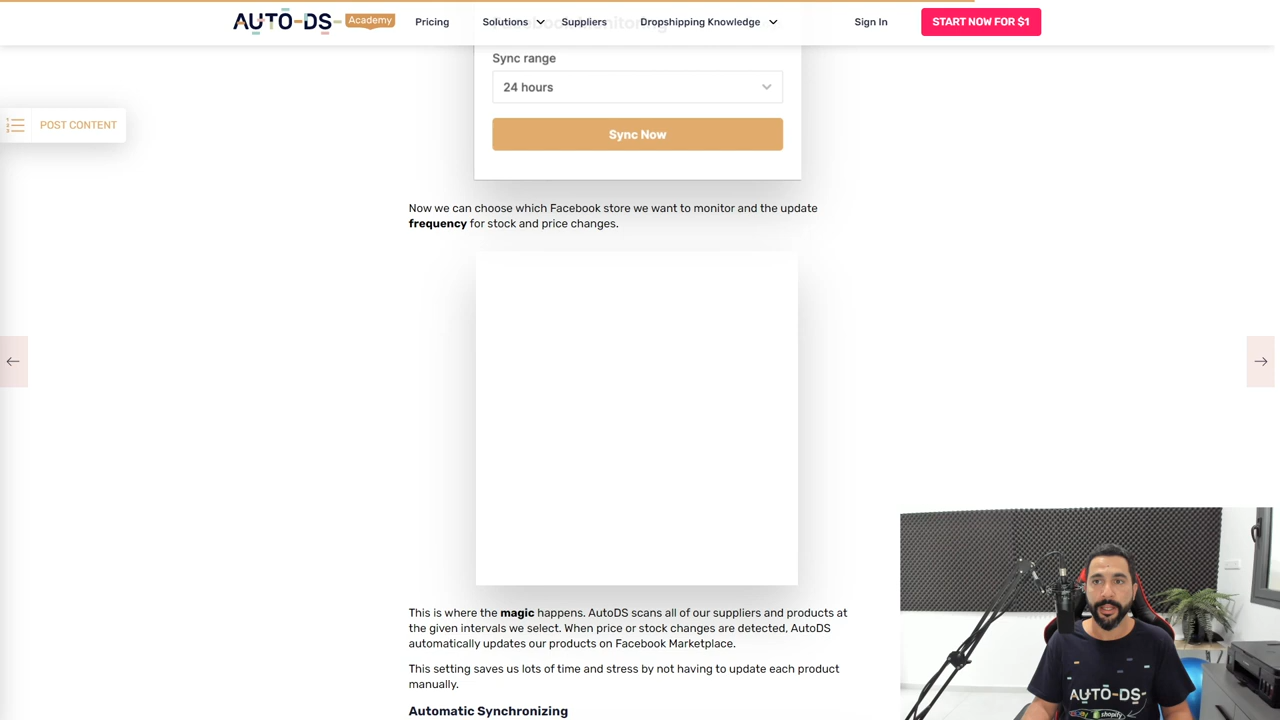 AUTO-DS
Academy
Pricing
Solutions
Suppliers
Dropshipping Knowledge
Sign In
START NOW FOR $1
Sync range
24 hours
POST CONTENT
Sync Now
Now we can choose which Facebook store we want to monitor and the update
frequency for stock and price changes.
This is where the magic happens. AutoDS scans all of our suppliers and products at
the given intervals we select. When price or stock changes are detected, AutoDS
automatically updates our products on Facebook Marketplace.
This setting saves us lots of time and stress by not having to update each product
manually.
Automatic Synchronizing
AUTO-DS
shopify